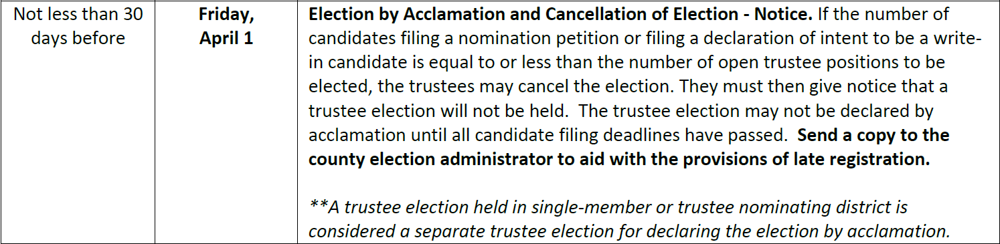 Not less than 30
days before
Friday,
April 1
Election by Acclamation and Cancellation of Election - Notice. If the number of
candidates filing a nomination petition or filing a declaration of intent to be a write-
in candidate is equal to or less than the number of open trustee positions to be
elected, the trustees may cancel the election. They must then give notice that a
trustee election will not be held.  The trustee election may not be declared by
acclamation until all candidate filing deadlines have passed.  Send a copy to the
county election administrator to aid with the provisions of late registration.
**A trustee election held in single-member or trustee nominating district is
considered a separate trustee election for declaring the election by acclamation.